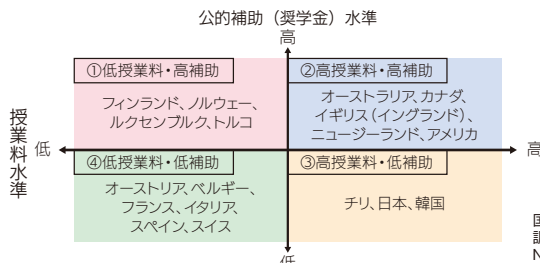 公的補助（奨学金）水準
高
①低授業料・高補助
②高授業料・高補助
フィンランド、ノルウェー、
ルクセンブルク、トルコ
オーストラリア、カナダ、
イギリス（イングランド）、
ニュージーランド、アメリカ
授業料水準
低
高
④低授業料・低補助
③高授業料・低補助
オーストリア、ベルギー、
フランス、イタリア、
スペイン、スイス
チリ、日本、韓国
低